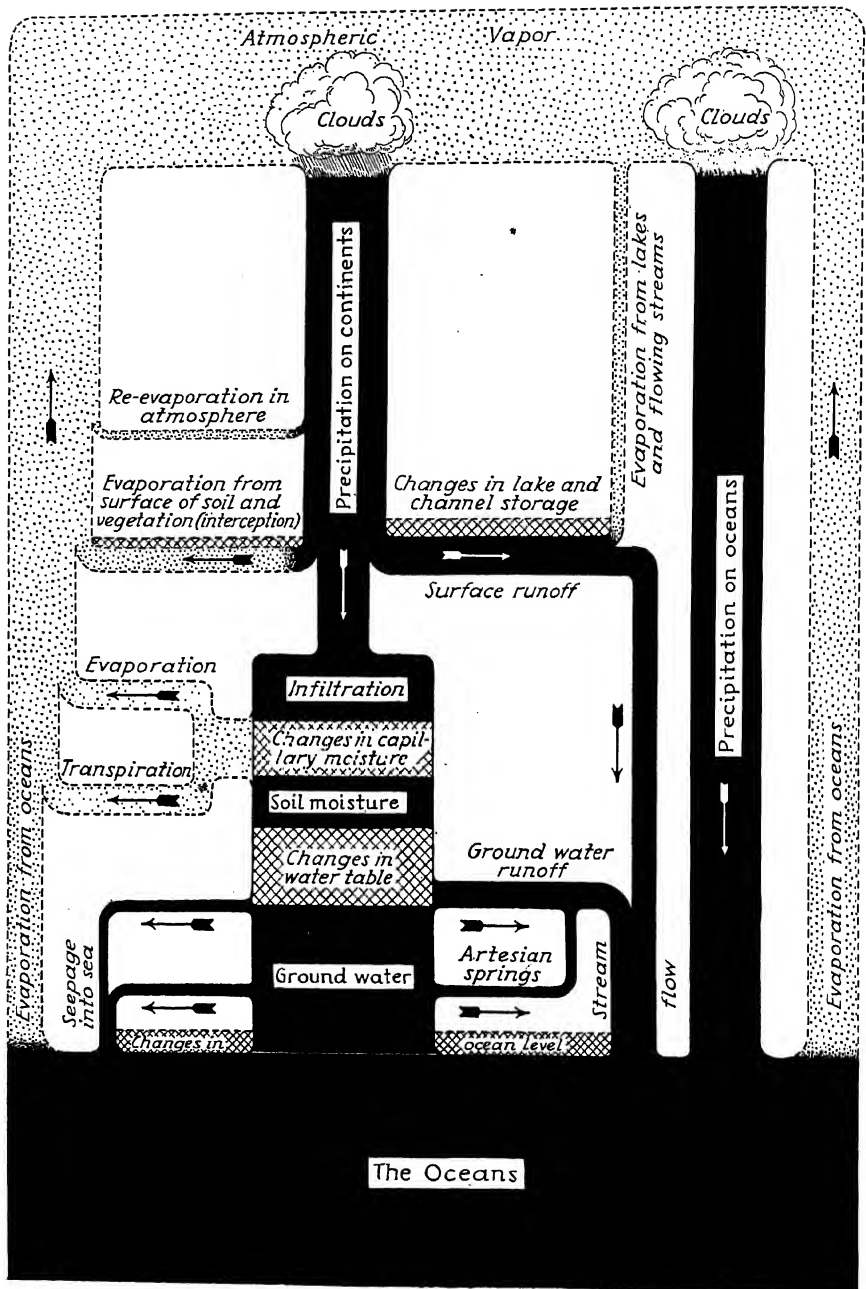 Atmospheric Vapor
Clouds
Clouds
Precipitation on continents
Evaporation from lakes
and flowing streams
Re-evaporation in
atmosphere
Evaporation from
surface of soil and
vegetation (interception)
Changes in lake and
channel storage
Surface runoff
Precipitation on oceans
Evaporation
Infiltration
Changes in capil-
lary moisture
Transpiration
Soil moisture
Changes in
water table
Ground water
runoff
Evaporation from oceans
Evaporation from oceans
Seepage
into sea
Ground water
Artesian
springs
Stream flow
Changes in ocean level
The Oceans